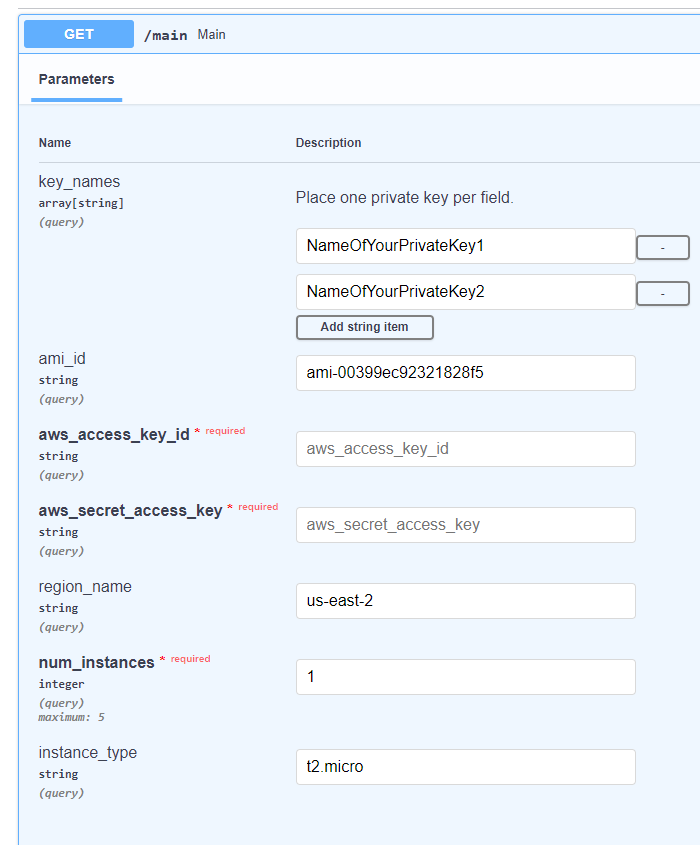 GET /main Main
Parameters
Name Description
key_names
array[string]
(query)
Place one private key per field.
NameOfYourPrivateKey1 -
NameOfYourPrivateKey2 -
Add string item
ami_id
string
(query)
ami-00399ec92321828f5
aws_access_key_id * required
string
(query)
aws_access_key_id
aws_secret_access_key * required
string
(query)
aws_secret_access_key
region_name
string
(query)
us-east-2
num_instances * required
integer
(query)
maximum: 5
1
instance_type
string
(query)
t2.micro